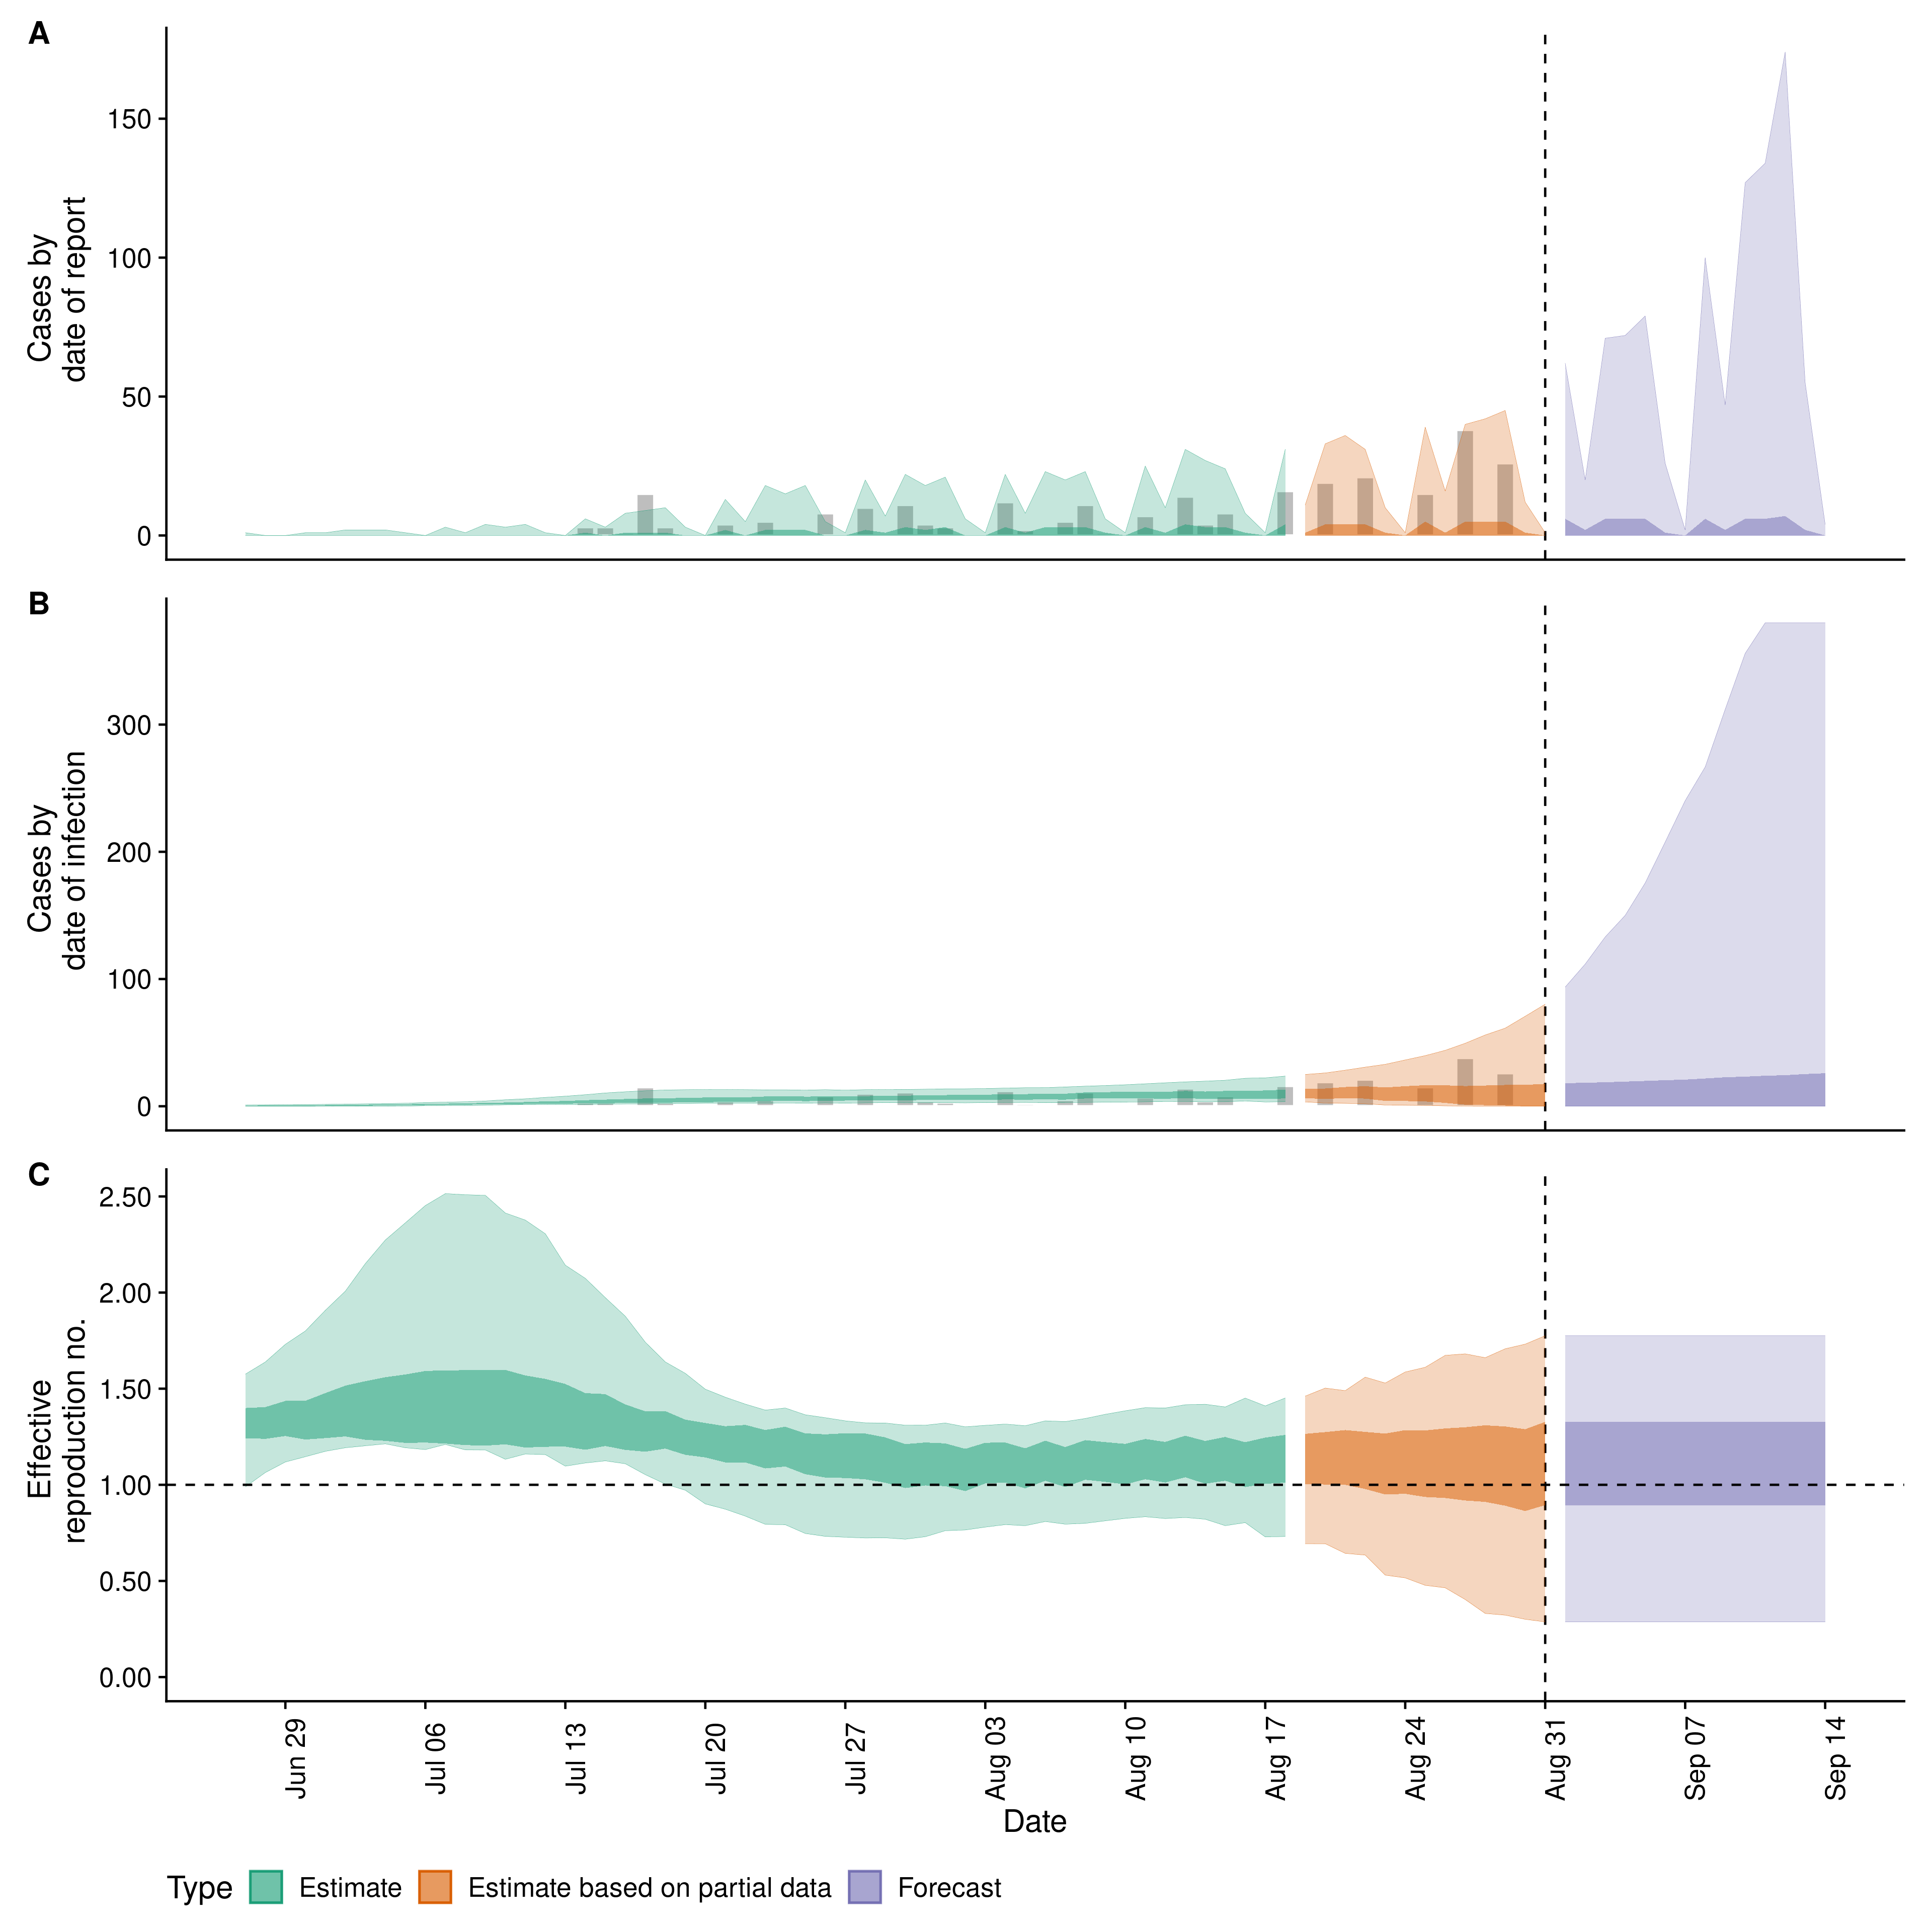 A
Cases by
date of report
150
100
50
0
B
Cases by
date of infection
300
200
100
0
C
Effective
reproduction no.
2.50
2.00
1.50
1.00
0.50
0.00
Jun 29
Jul 06
Jul 13
Jul 20
Jul 27
Aug 03
Aug 10
Aug 17
Aug 24
Aug 31
Sep 07
Sep 14
Date
Type Estimate Estimate based on partial data Forecast